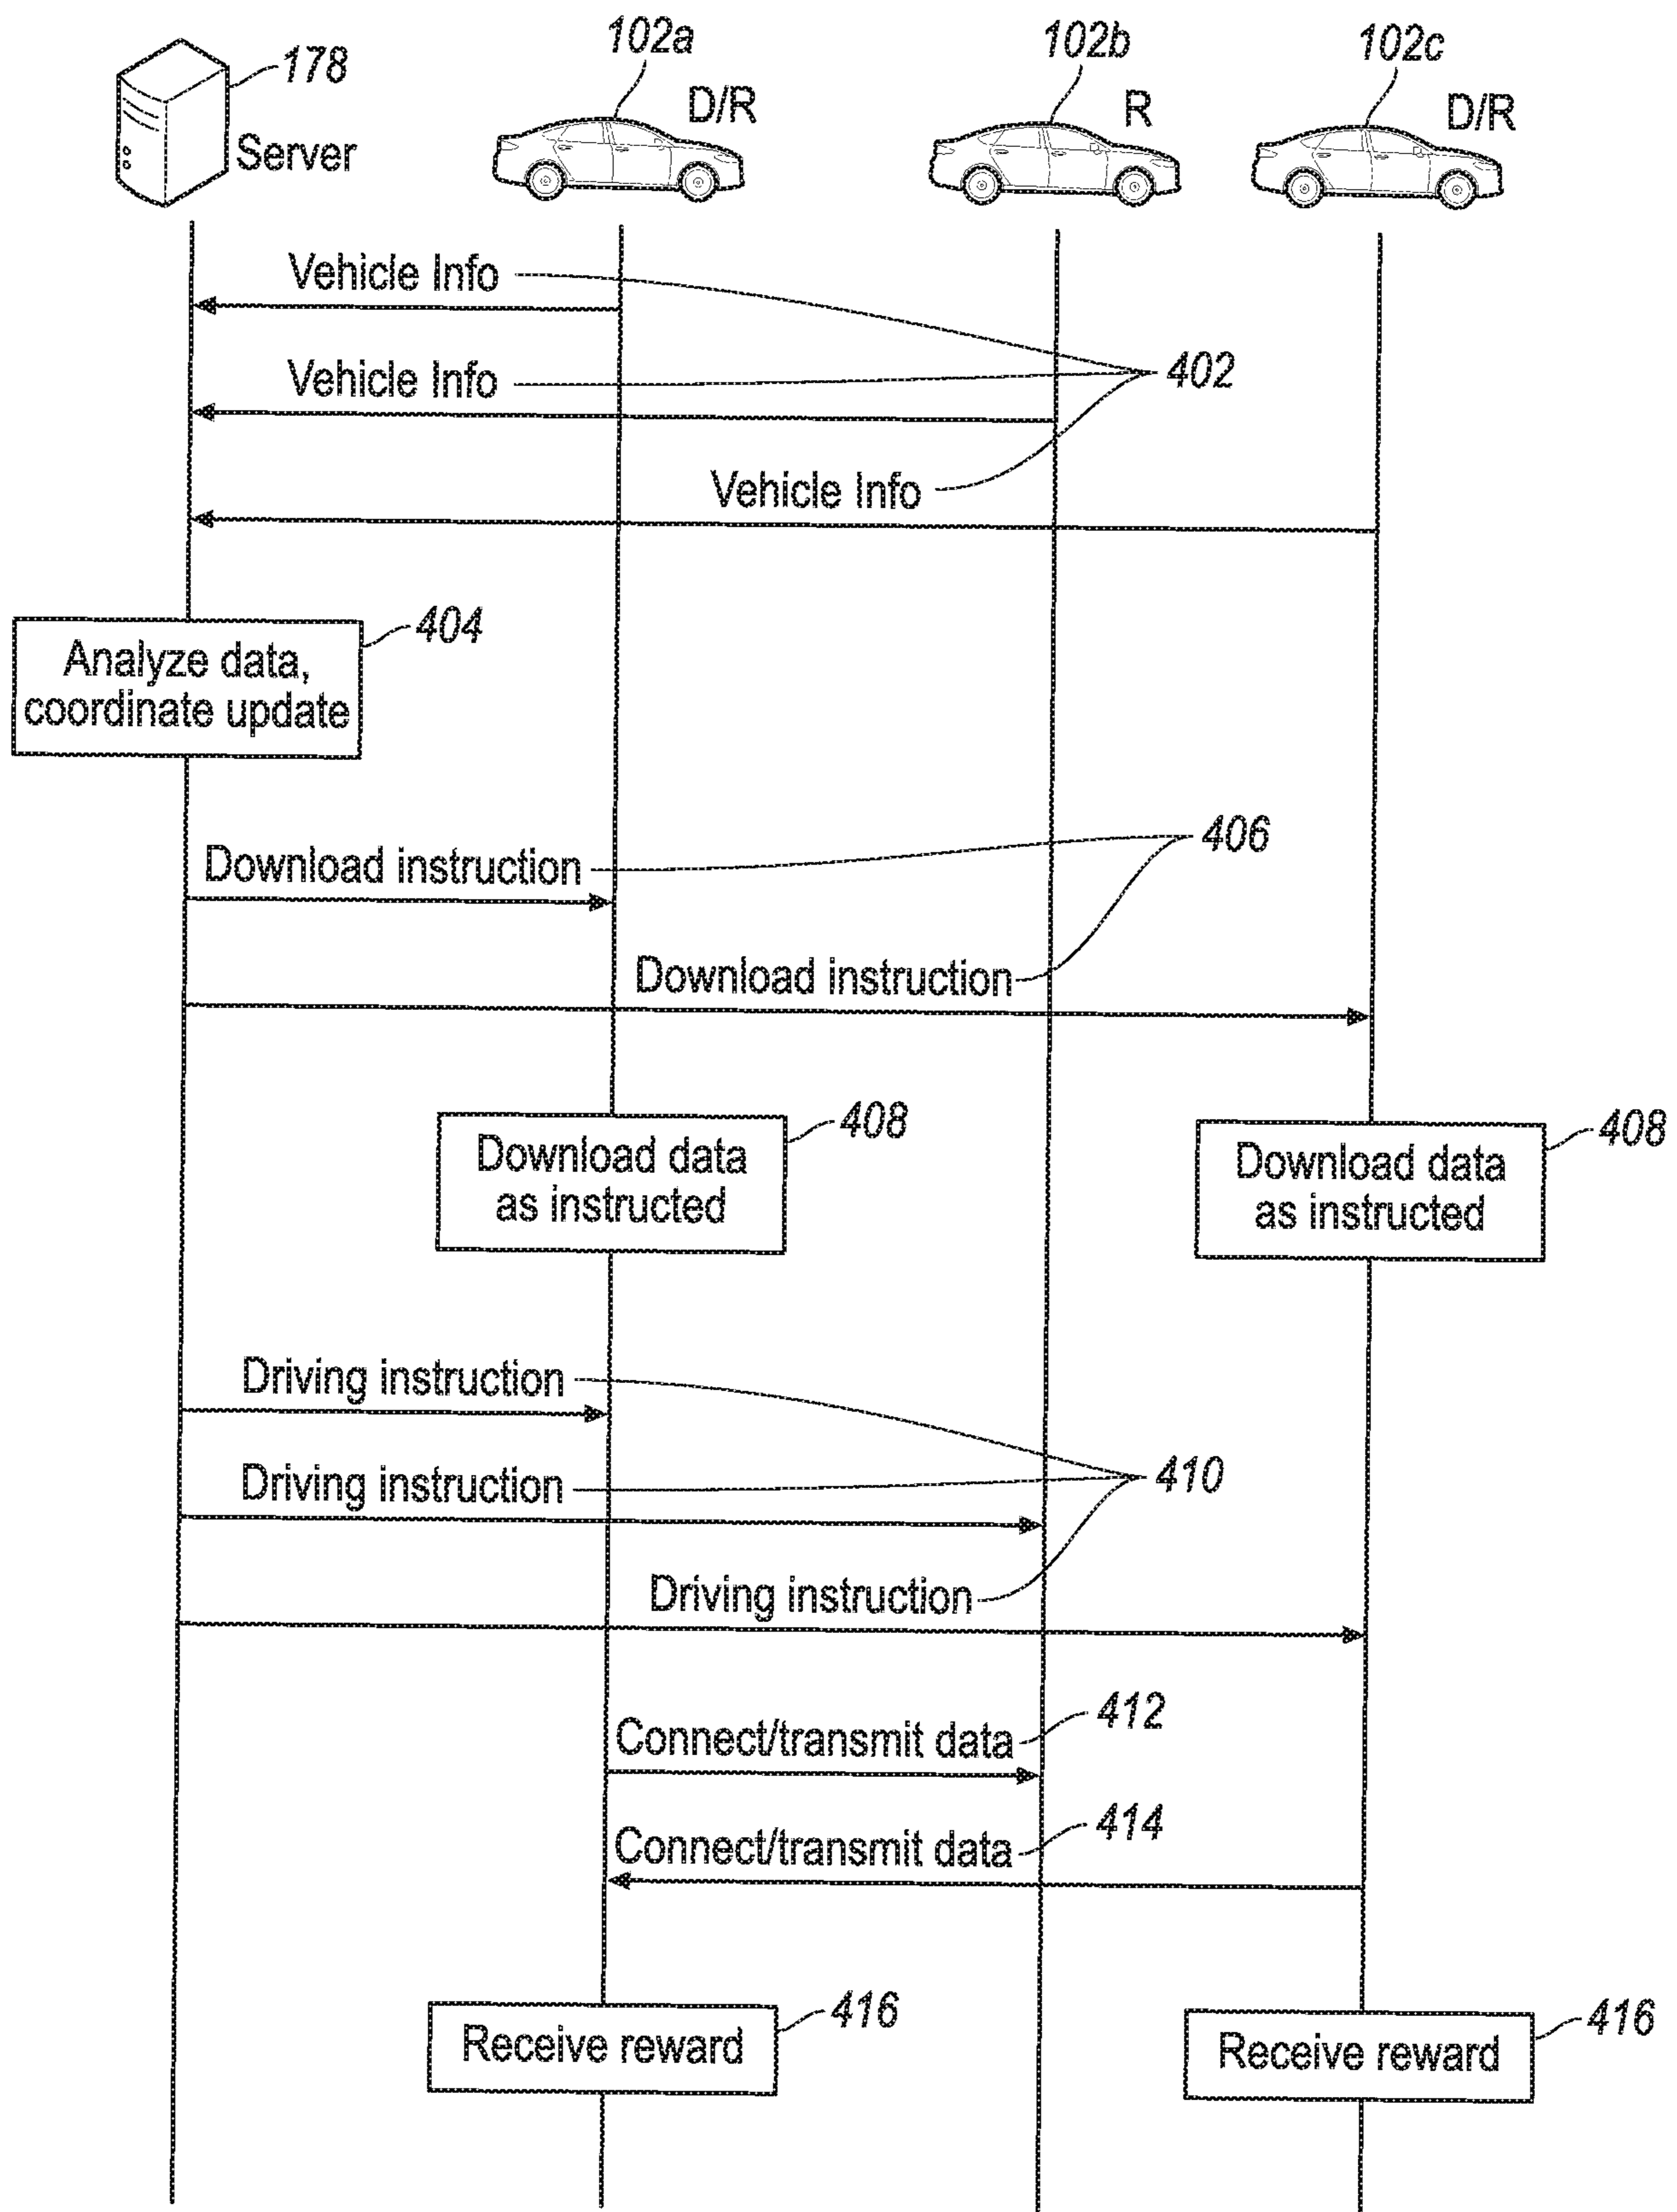 178
Server
102a
D/R
102b
R
102c
D/R
Vehicle Info
Vehicle Info
402
Vehicle Info
404
Analyze data,
coordinate update
406
Download instruction
Download instruction
408
Download data
as instructed
408
Download data
as instructed
Driving instruction
Driving instruction
410
Driving instruction
412
Connect/transmit data
414
Connect/transmit data
416
Receive reward
416
Receive reward